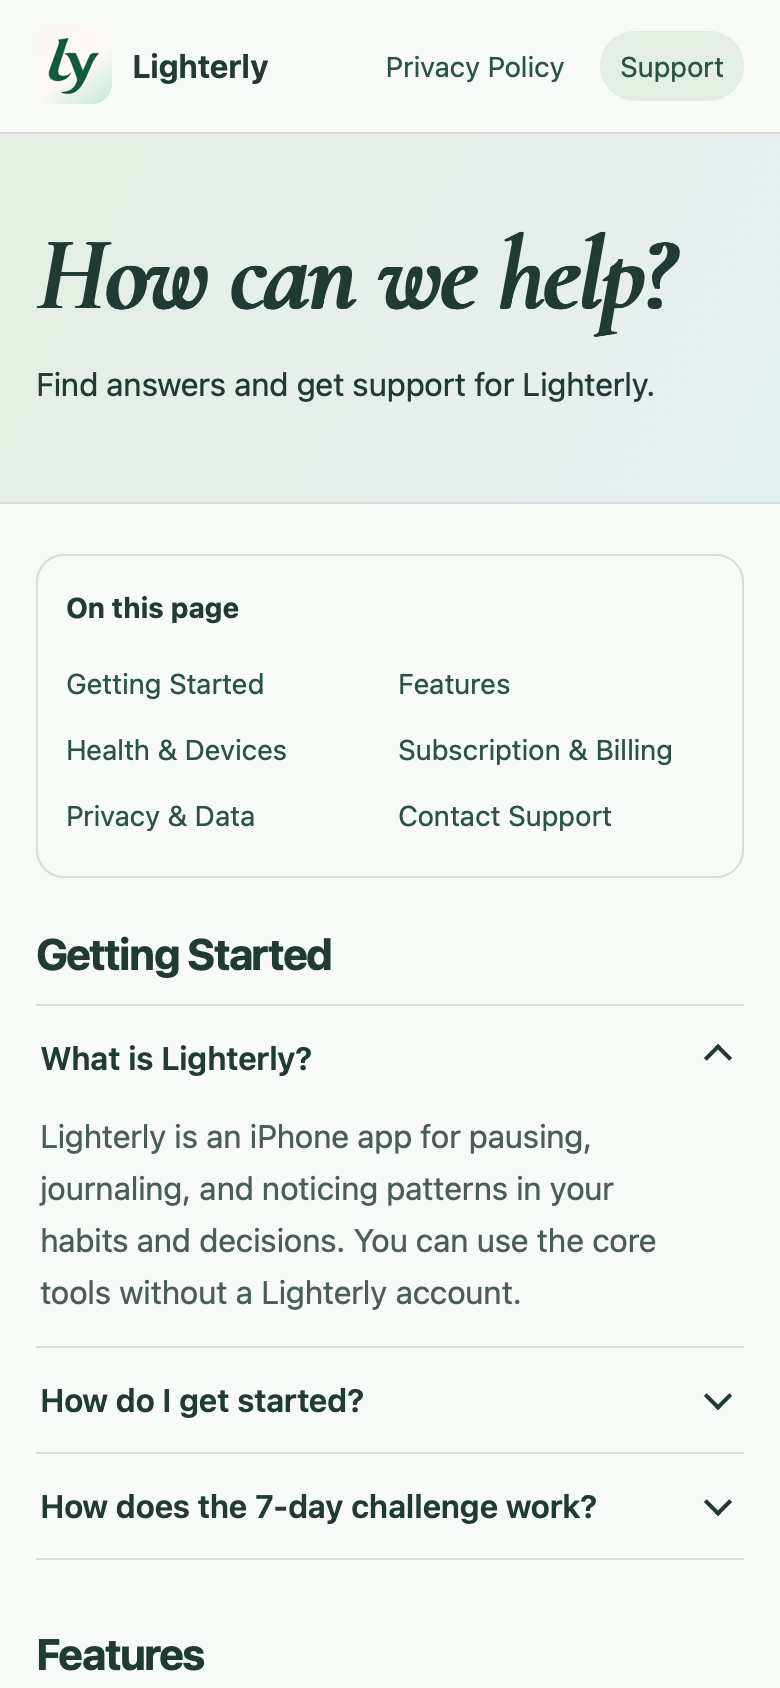 ly Lighterly Privacy Policy Support
How can we help?
Find answers and get support for Lighterly.
On this page
Getting Started Features
Health & Devices Subscription & Billing
Privacy & Data Contact Support
Getting Started
What is Lighterly?
Lighterly is an iPhone app for pausing,
journaling, and noticing patterns in your
habits and decisions. You can use the core
tools without a Lighterly account.
How do I get started?
How does the 7-day challenge work?
Features